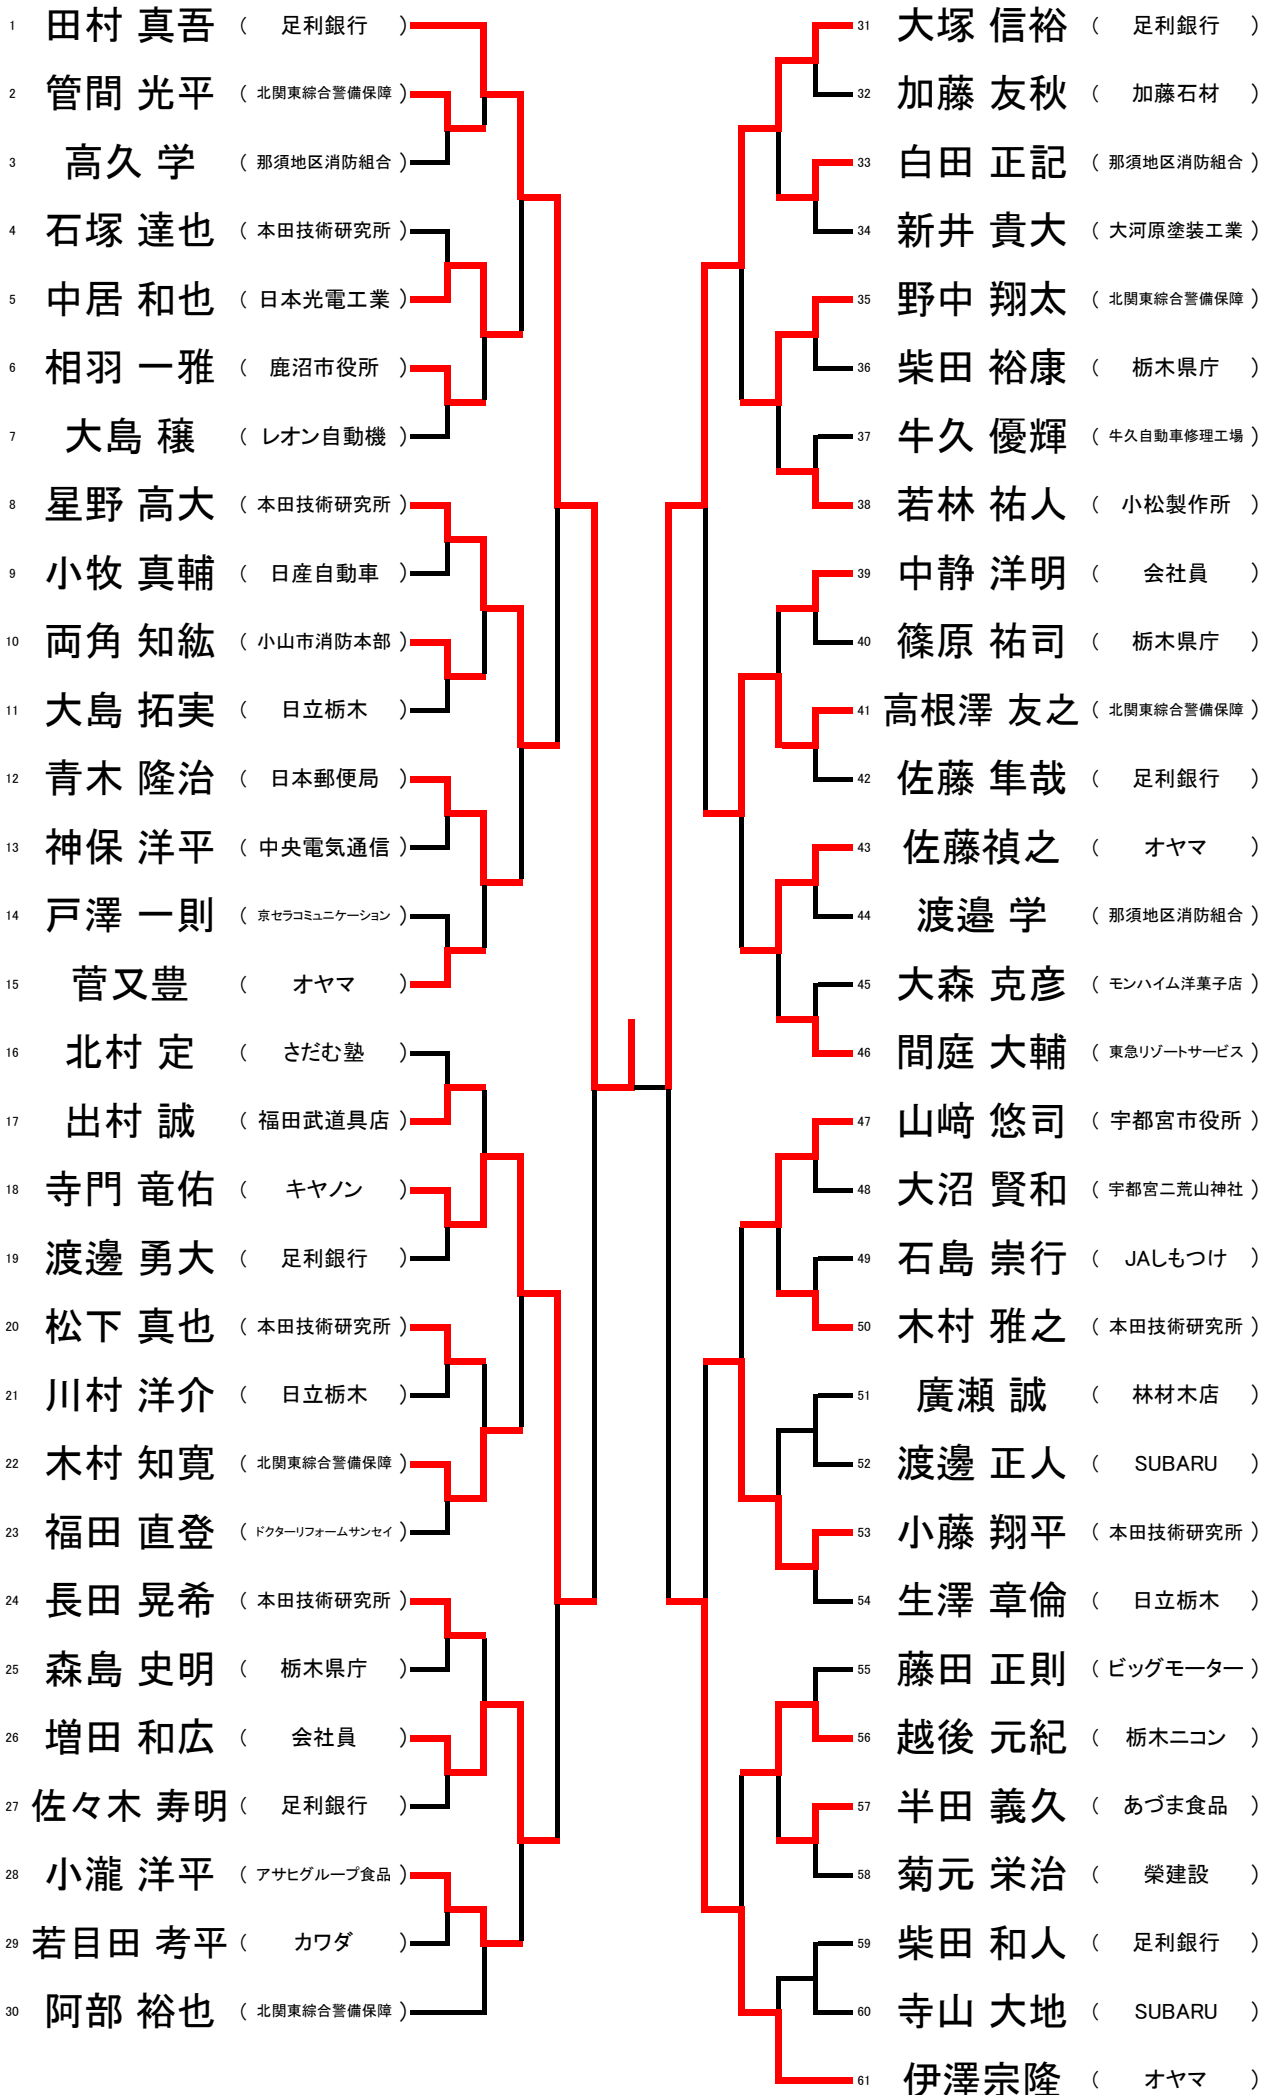 1 田村 真吾 ( 足利銀行 )
2 管間 光平 ( 北関東綜合警備保障 )
3 高久 学 ( 那須地区消防組合 )
4 石塚 達也 ( 本田技術研究所 )
5 中居 和也 ( 日本光電工業 )
6 相羽 一雅 ( 鹿沼市役所 )
7 大島 穣 ( レオン自動機 )
8 星野 高大 ( 本田技術研究所 )
9 小牧 真輔 ( 日産自動車 )
10 両角 知紘 ( 小山市消防本部 )
11 大島 拓実 ( 日立栃木 )
12 青木 隆治 ( 日本郵便局 )
13 神保 洋平 ( 中央電気通信 )
14 戸澤 一則 ( 京セラコミュニケーション )
15 菅又豊 ( オヤマ )
16 北村 定 ( さだむ塾 )
17 出村 誠 ( 福田武道具店 )
18 寺門 竜佑 ( キヤノン )
19 渡邊 勇大 ( 足利銀行 )
20 松下 真也 ( 本田技術研究所 )
21 川村 洋介 ( 日立栃木 )
22 木村 知寛 ( 北関東綜合警備保障 )
23 福田 直登 ( ドクターリフォームサンセイ )
24 長田 晃希 ( 本田技術研究所 )
25 森島 史明 ( 栃木県庁 )
26 増田 和広 ( 会社員 )
27 佐々木 寿明 ( 足利銀行 )
28 小瀧 洋平 ( アサヒグループ食品 )
29 若目田 考平 ( カワダ )
30 阿部 裕也 ( 北関東綜合警備保障 )
31 大塚 信裕 ( 足利銀行 )
32 加藤 友秋 ( 加藤石材 )
33 白田 正記 ( 那須地区消防組合 )
34 新井 貴大 ( 大河原塗装工業 )
35 野中 翔太 ( 北関東綜合警備保障 )
36 柴田 裕康 ( 栃木県庁 )
37 牛久 優輝 ( 牛久自動車修理工場 )
38 若林 祐人 ( 小松製作所 )
39 中静 洋明 ( 会社員 )
40 篠原 祐司 ( 栃木県庁 )
41 高根澤 友之 ( 北関東綜合警備保障 )
42 佐藤 隼哉 ( 足利銀行 )
43 佐藤禎之 ( オヤマ )
44 渡邉 学 ( 那須地区消防組合 )
45 大森 克彦 ( モンハイム洋菓子店 )
46 間庭 大輔 ( 東急リゾートサービス )
47 山﨑 悠司 ( 宇都宮市役所 )
48 大沼 賢和 ( 宇都宮二荒山神社 )
49 石島 崇行 ( JAしもつけ )
50 木村 雅之 ( 本田技術研究所 )
51 廣瀬 誠 ( 林材木店 )
52 渡邊 正人 ( SUBARU )
53 小藤 翔平 ( 本田技術研究所 )
54 生澤 章倫 ( 日立栃木 )
55 藤田 正則 ( ビッグモーター )
56 越後 元紀 ( 栃木ニコン )
57 半田 義久 ( あづま食品 )
58 菊元 栄治 ( 榮建設 )
59 柴田 和人 ( 足利銀行 )
60 寺山 大地 ( SUBARU )
61 伊澤宗隆 ( オヤマ )